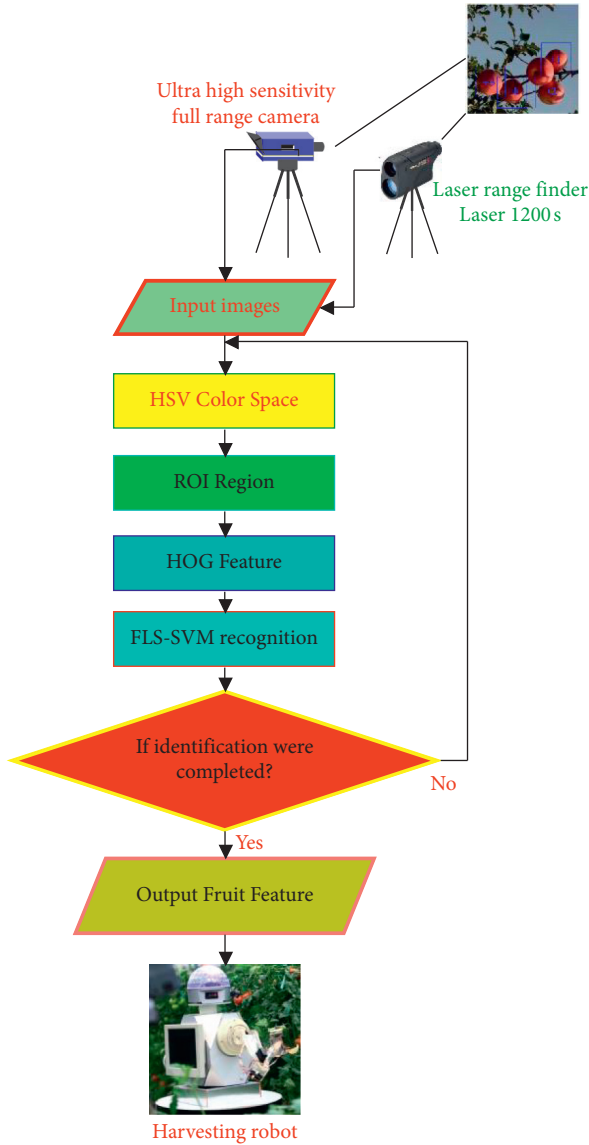 Ultra high sensitivity
full range camera
Laser range finder
Laser 1200 s
Input images
HSV Color Space
ROI Region
HOG Feature
FLS-SVM recognition
If identification were
completed?
No
Yes
Output Fruit Feature
Harvesting robot